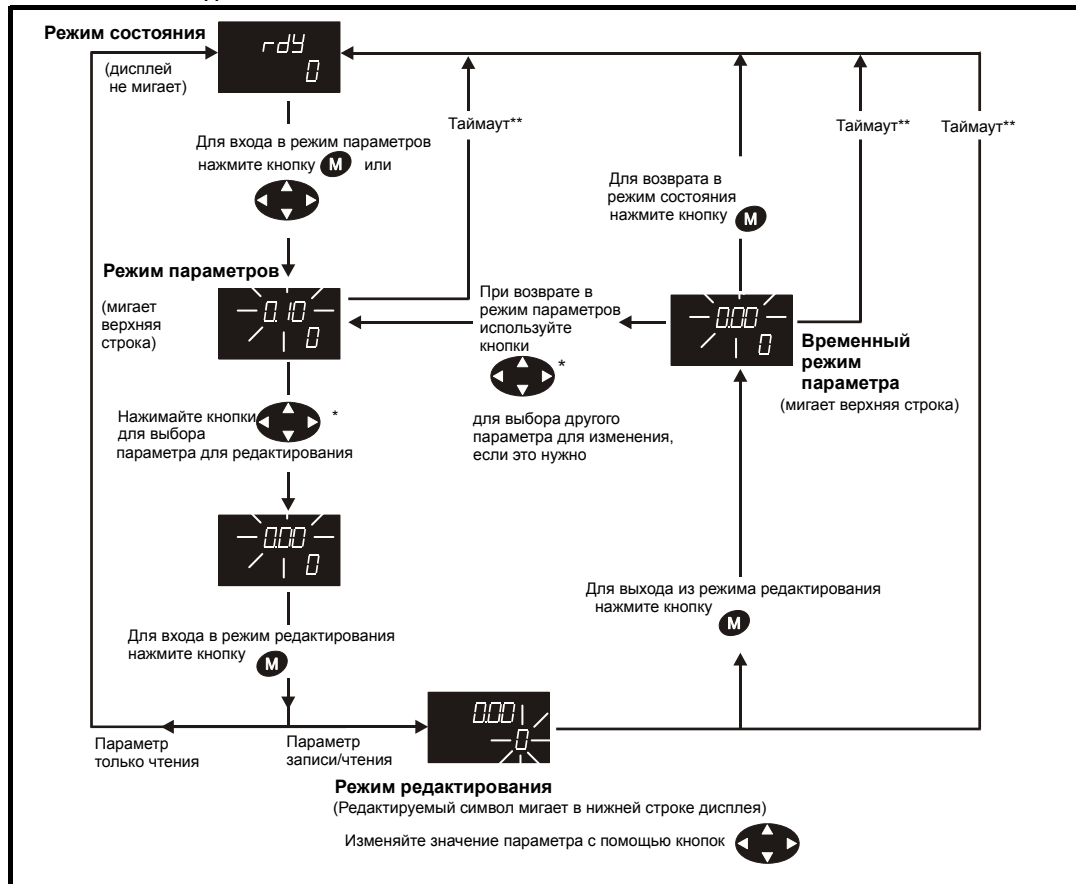 Режим состояния
(дисплей
не мигает)
rdY
0
Для входа в режим параметров
нажмите кнопку M или
Таймаут**
Таймаут**
Таймаут**
Для возврата в
режим состояния
нажмите кнопку M
Режим параметров
(мигает
верхняя
строка)
0.10
0
При возврате в
режим параметров
используйте
кнопки
*
для выбора другого
параметра для изменения,
если это нужно
0.00
0
Временный
режим
параметра
(мигает верхняя строка)
Нажимайте кнопки *
для выбора
параметра для редактирования
0.00
0
Для входа в режим редактирования
нажмите кнопку M
Для выхода из режима редактирования
нажмите кнопку M
Параметр
только чтения
Параметр
записи/чтения
0.00
0
Режим редактирования
(Редактируемый символ мигает в нижней строке дисплея)
Изменяйте значение параметра с помощью кнопок